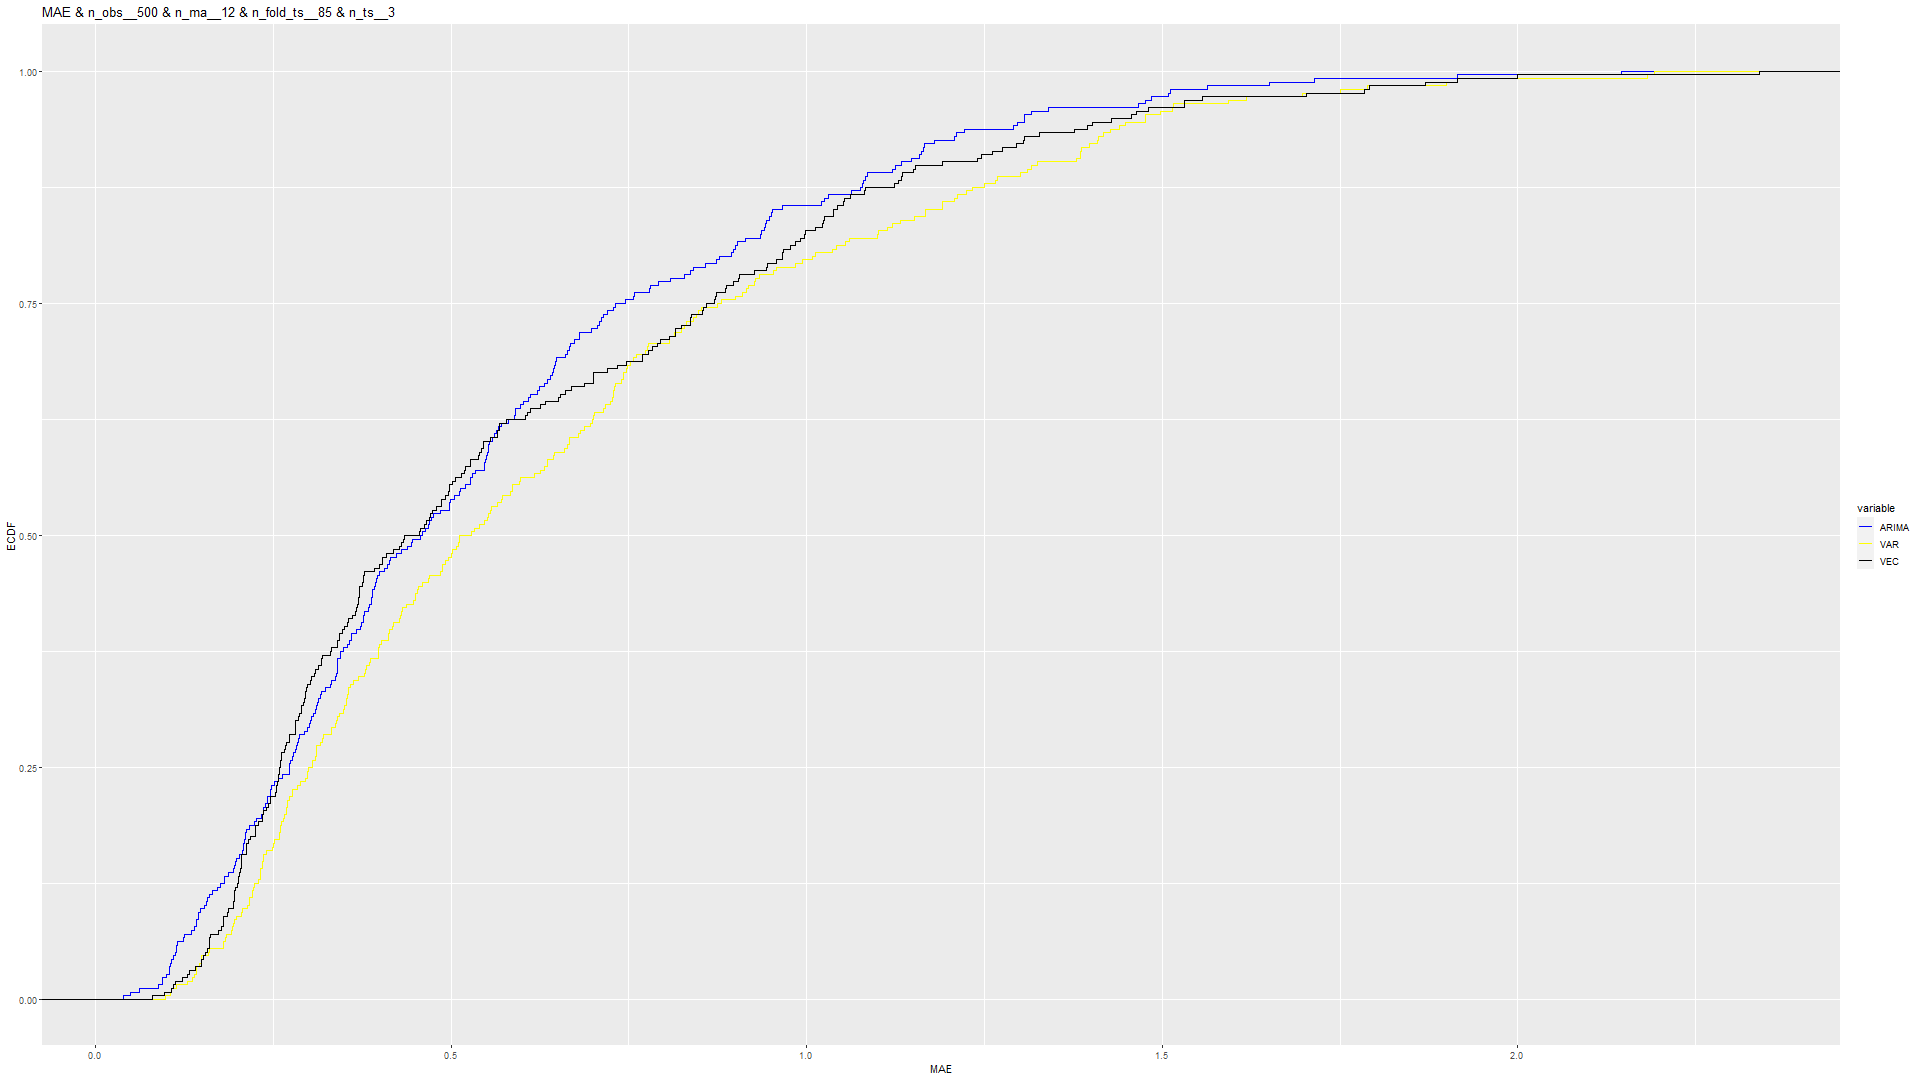 MAE & n_obs__500 & n_ma__12 & n_fold_ts__85 & n_ts__3
1.00
0.75
0.50
0.25
0.00
ECDF
0.0
0.5
1.0
1.5
2.0
MAE
variable
ARIMA
VAR
VEC